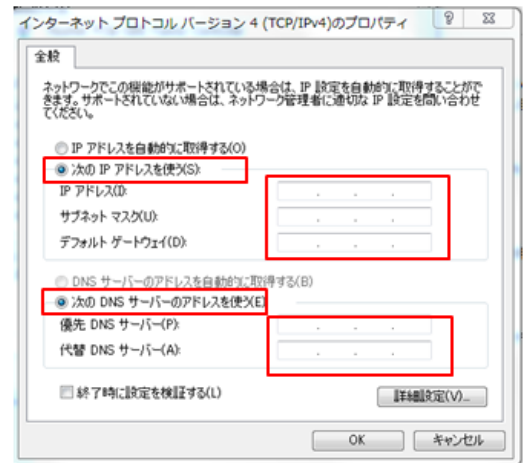 インターネット プロトコル バージョン 4 (TCP/IPv4)のプロパティ
全般
ネットワークでこの機能がサポートされている場合は、IP 設定を自動的に取得することがで
きます。サポートされていない場合は、ネットワーク管理者に適切な IP 設定を問い合わせ
てください。
IP アドレスを自動的に取得する(O)
次の IP アドレスを使う(S):
IP アドレス(I):
サブネット マスク(U):
デフォルト ゲートウェイ(D):
DNS サーバーのアドレスを自動的に取得する(B)
次の DNS サーバーのアドレスを使う(E)
優先 DNS サーバー(P):
代替 DNS サーバー(A):
終了時に設定を検証する(L)
詳細設定(V)...
OK
キャンセル